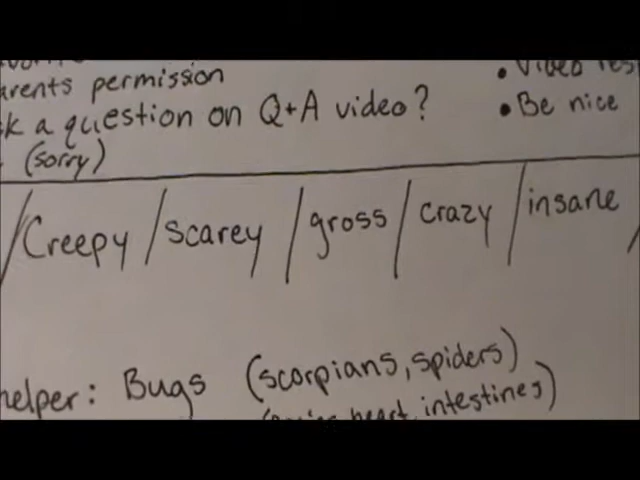 arents permission
• Video
k a question on Q+A video?
• Be nice
(sorry)
/ Creepy / scarey / gross / crazy / insane /
helper: Bugs (scorpians, spiders)
heart, intestines)